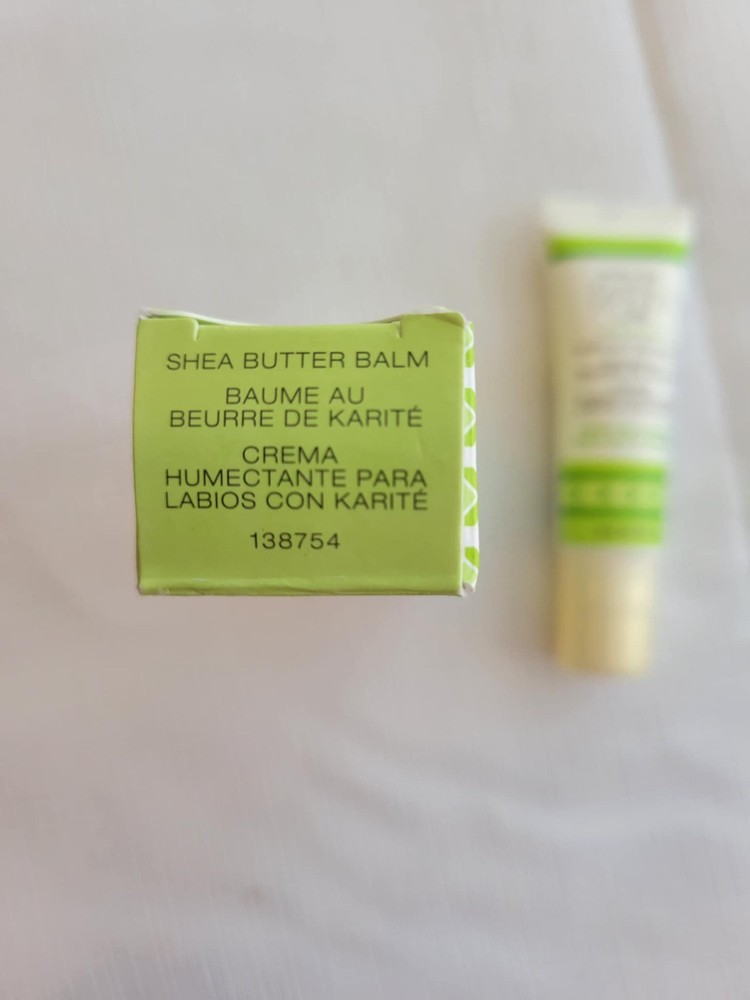 SHEA BUTTER BALM
BAUME AU
BEURRE DE KARITÉ
CREMA
HUMECTANTE PARA
LABIOS CON KARITÉ
138754